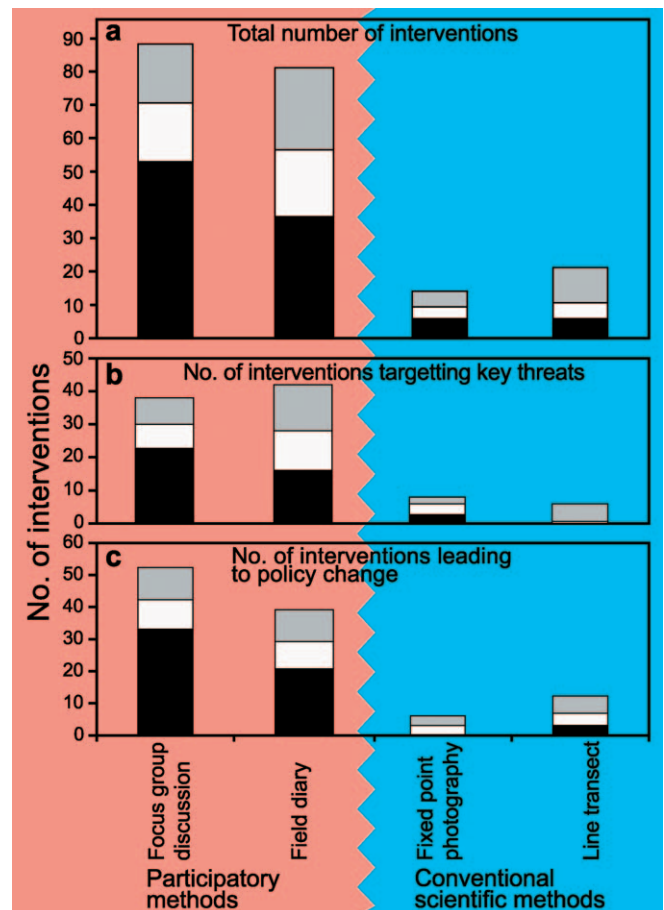 a
Total number of interventions
90
80
70
60
50
40
30
20
10
0
b
No. of interventions targetting key threats
50
40
30
20
10
0
c
No. of interventions leading
to policy change
60
50
40
30
20
10
0
No. of interventions
Focus group
discussion
Field diary
Fixed point
photography
Line transect
Participatory
methods
Conventional
scientific methods